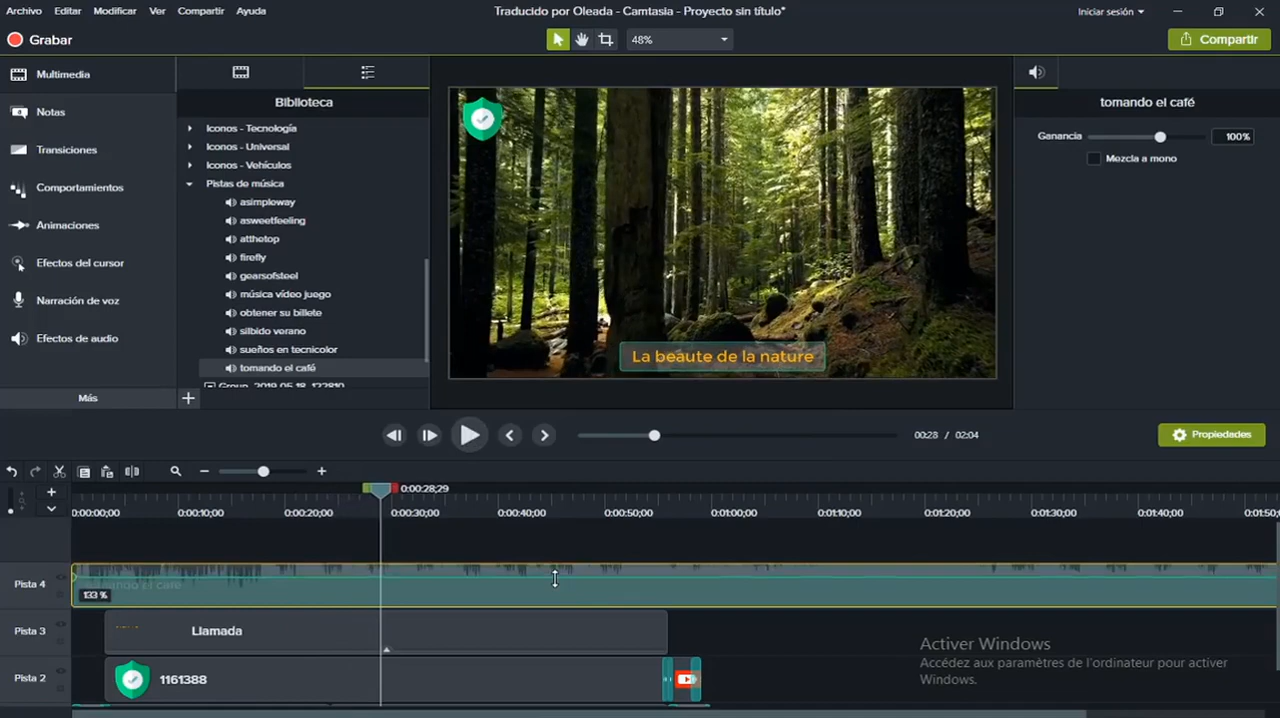 Archivo Editar Modificar Ver Compartir Ayuda
Traducido por Oleada - Camtasia - Proyecto sin título*
Iniciar sesión
Grabar
48%
Compartir
Multimedia
Notas
Transiciones
Comportamientos
Animaciones
Efectos del cursor
Narración de voz
Efectos de audio
Más
Biblioteca
Iconos - Tecnología
Iconos - Universal
Iconos - Vehículos
Pistas de música
asimpleway
asweetfeeling
atthetop
firefly
gearsofsteel
música vídeo juego
obtener su billete
silbido verano
sueños en tecnicolor
tomando el café
Group_2019-05-18_122810
La beaute de la nature
tomando el café
Ganancia 100%
Mezcla a mono
00:28 / 02:04
Propiedades
0:00:28;29
0:00:00;00 0:00:10;00 0:00:20;00 0:00:30;00 0:00:40;00 0:00:50;00 0:01:00;00 0:01:10;00 0:01:20;00 0:01:30;00 0:01:40;00 0:01:50;
Pista 4
tomando el café
133 %
Pista 3
Llamada
Pista 2
1161388
Activer Windows
Accédez aux paramètres de l'ordinateur pour activer
Windows.